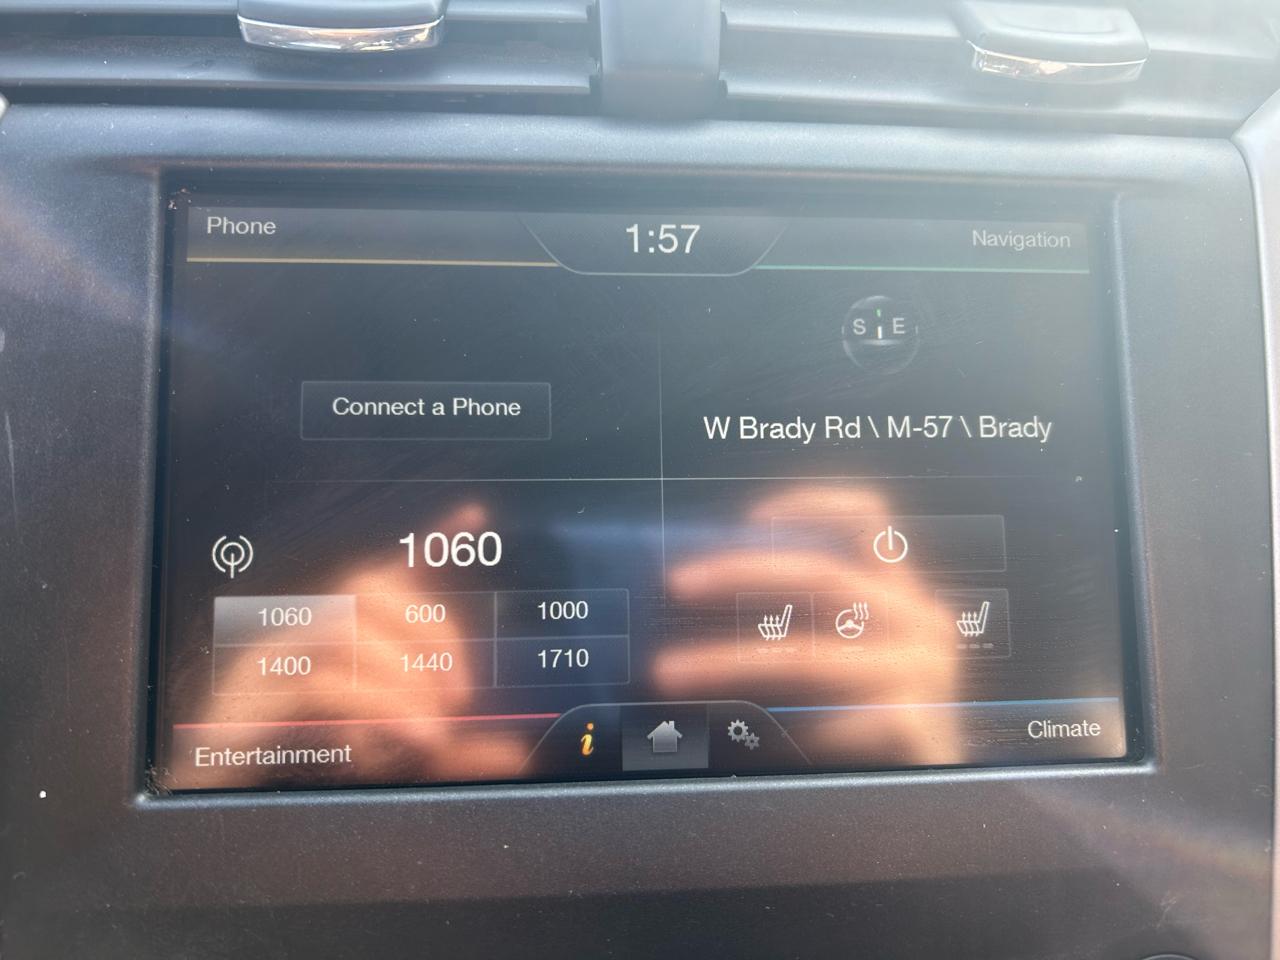 Phone
1:57
Navigation
S E
Connect a Phone
W Brady Rd \ M-57 \ Brady
1060
1060 600 1000
1400 1440 1710
i
Entertainment
Climate